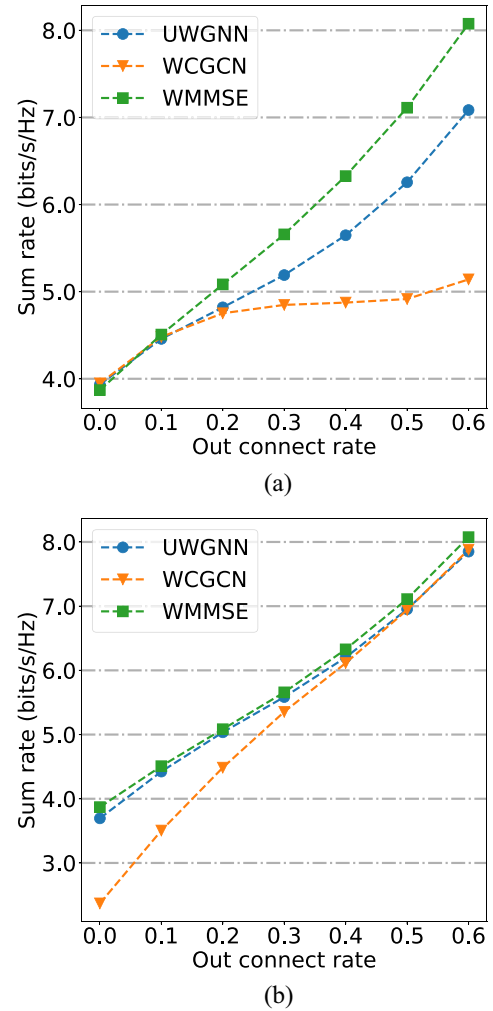 UWGNN
WCGCN
WMMSE
Sum rate (bits/s/Hz)
8.0
7.0
6.0
5.0
4.0
0.0 0.1 0.2 0.3 0.4 0.5 0.6
Out connect rate
(a)
UWGNN
WCGCN
WMMSE
Sum rate (bits/s/Hz)
8.0
7.0
6.0
5.0
4.0
3.0
0.0 0.1 0.2 0.3 0.4 0.5 0.6
Out connect rate
(b)